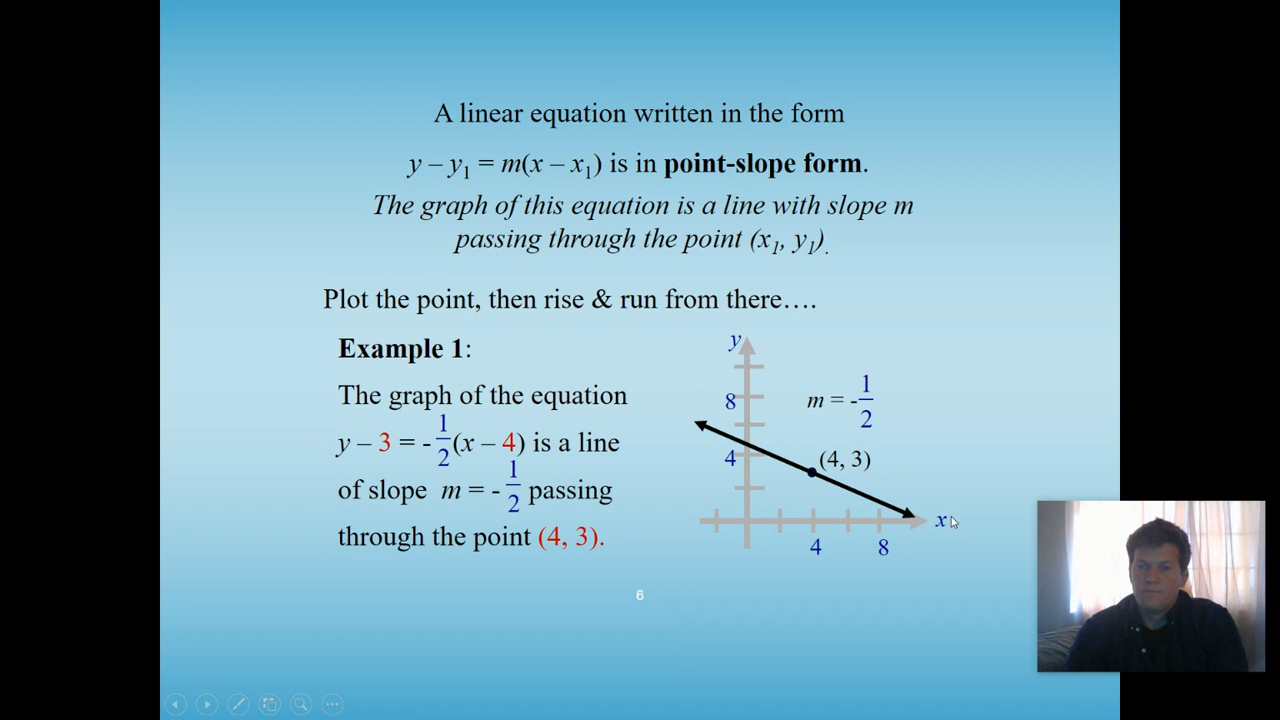 A linear equation written in the form
y – y₁ = m(x – x₁) is in point-slope form.
The graph of this equation is a line with slope m
passing through the point (x₁, y₁).
Plot the point, then rise & run from there….
Example 1:
The graph of the equation
y – 3 = -1/2(x – 4) is a line
of slope m = -1/2 passing
through the point (4, 3).
y
8
m = -1/2
4
(4, 3)
x
4 8
6